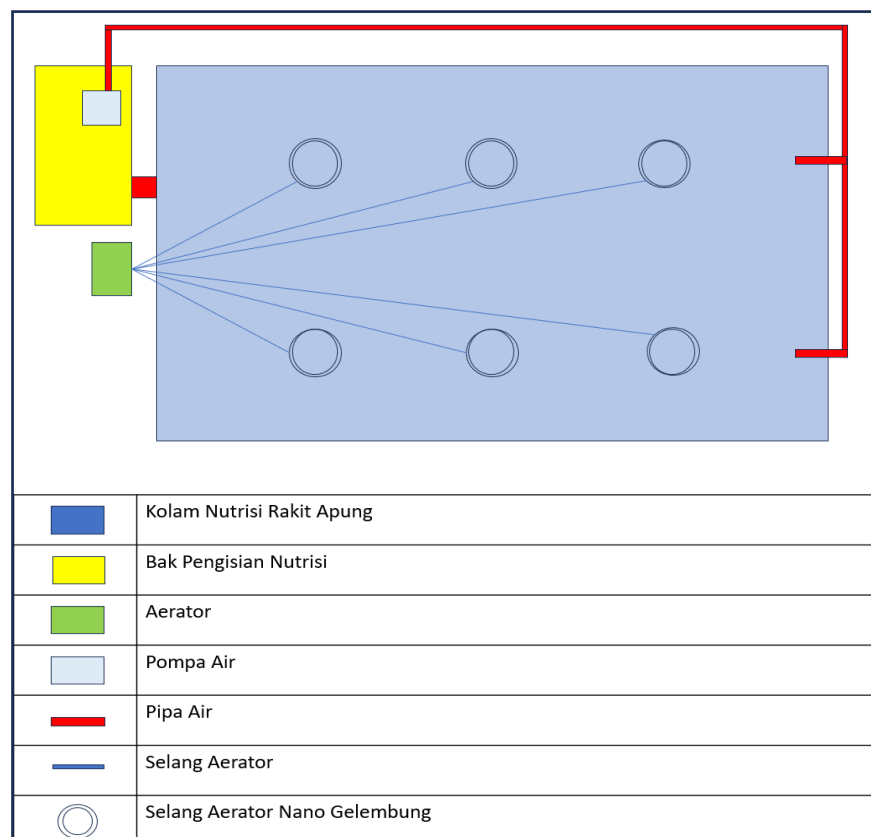 Kolam Nutrisi Rakit Apung
Bak Pengisian Nutrisi
Aerator
Pompa Air
Pipa Air
Selang Aerator
Selang Aerator Nano Gelembung